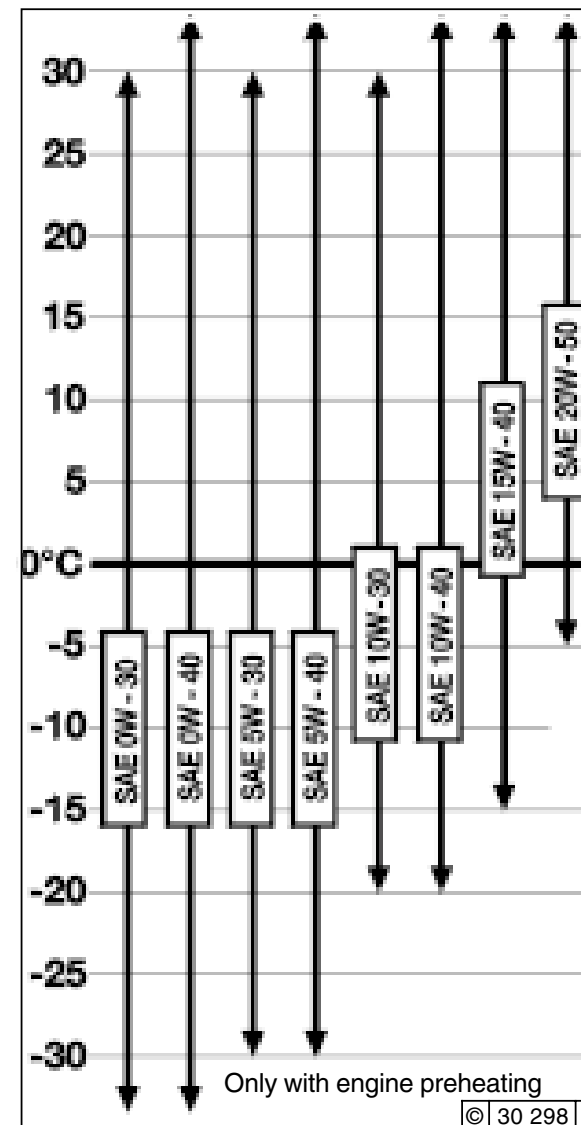 30
25
20
15
10
5
0°C
-5
-10
-15
-20
-25
-30
SAE 0W - 30
SAE 0W - 40
SAE 5W - 30
SAE 5W - 40
SAE 10W - 30
SAE 10W - 40
SAE 15W - 40
SAE 20W - 50
Only with engine preheating
© 30 298